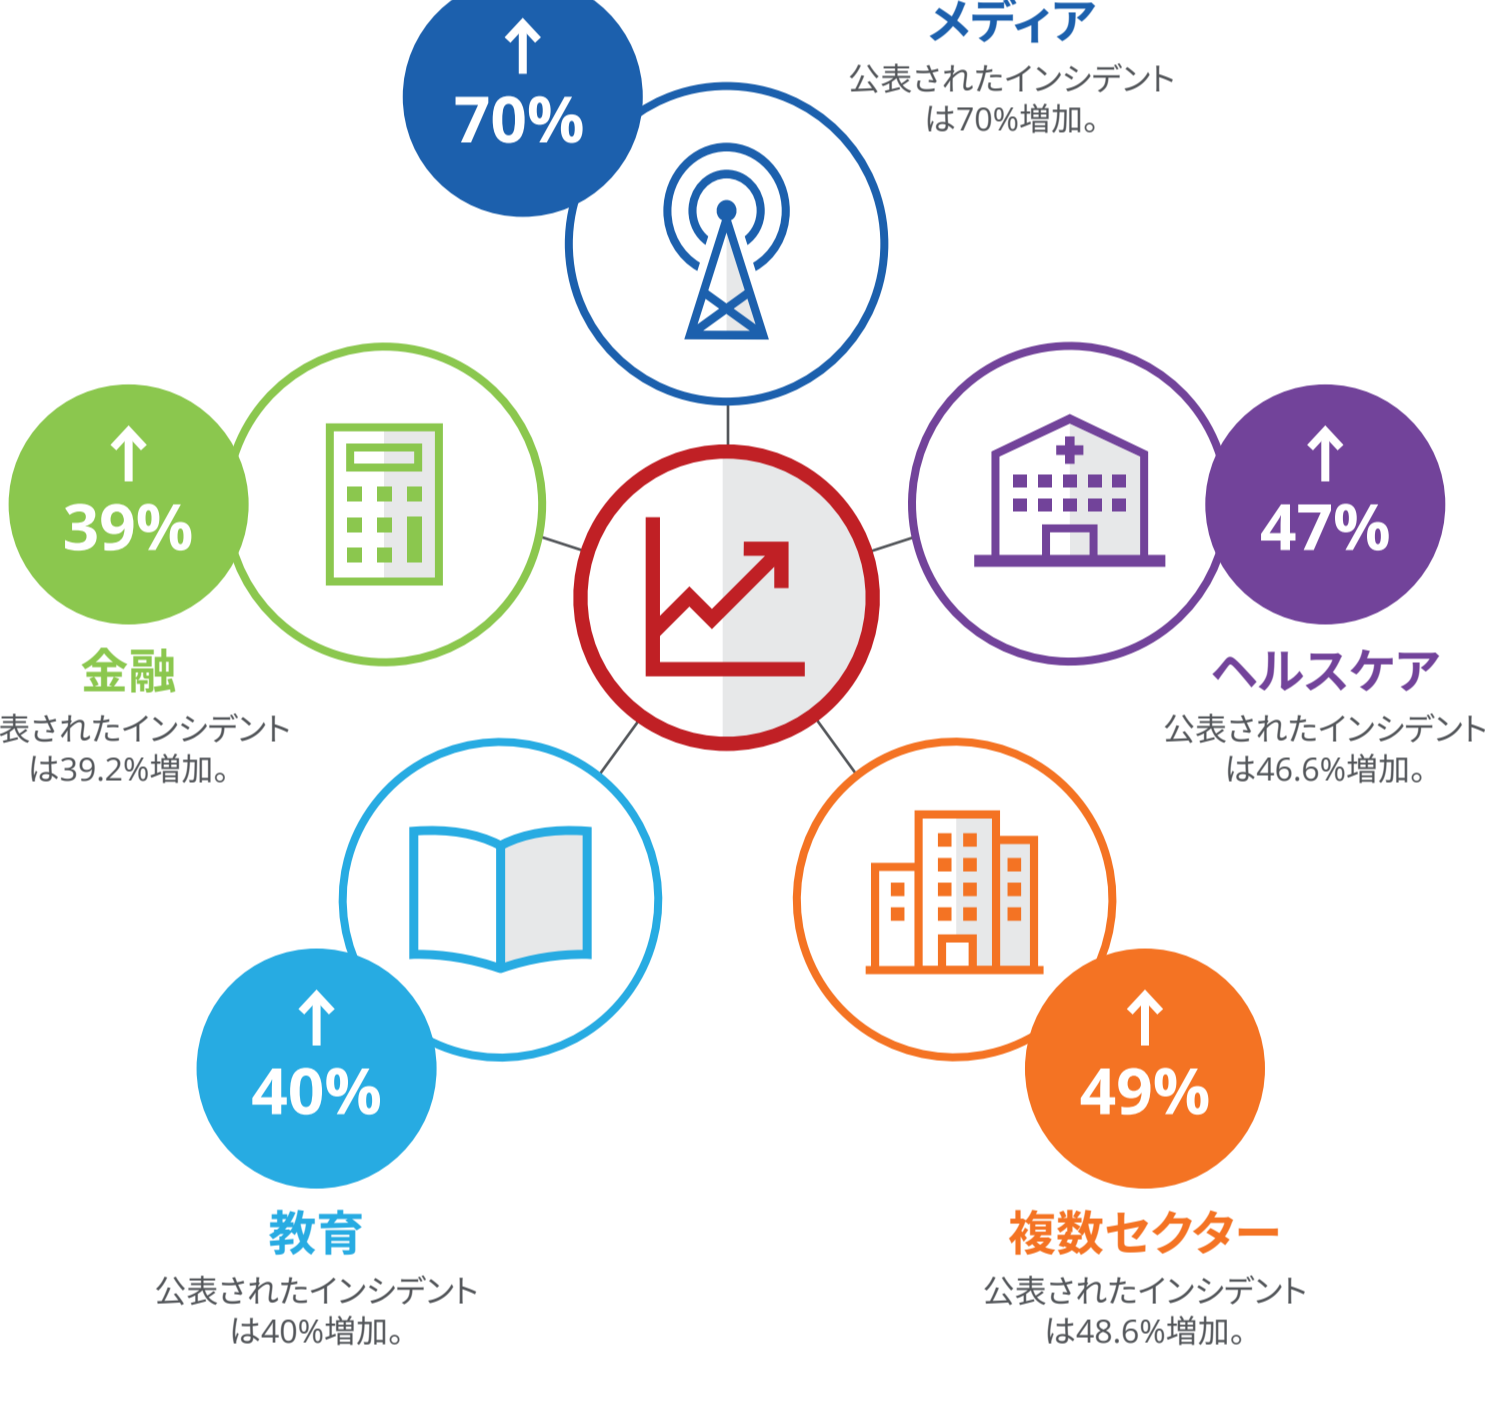 ↑
70%
メディア
公表されたインシデント
は70%増加。
↑
39%
金融
表されたインシデント
は39.2%増加。
↑
47%
ヘルスケア
公表されたインシデント
は46.6%増加。
↑
40%
教育
公表されたインシデント
は40%増加。
↑
49%
複数セクター
公表されたインシデント
は48.6%増加。